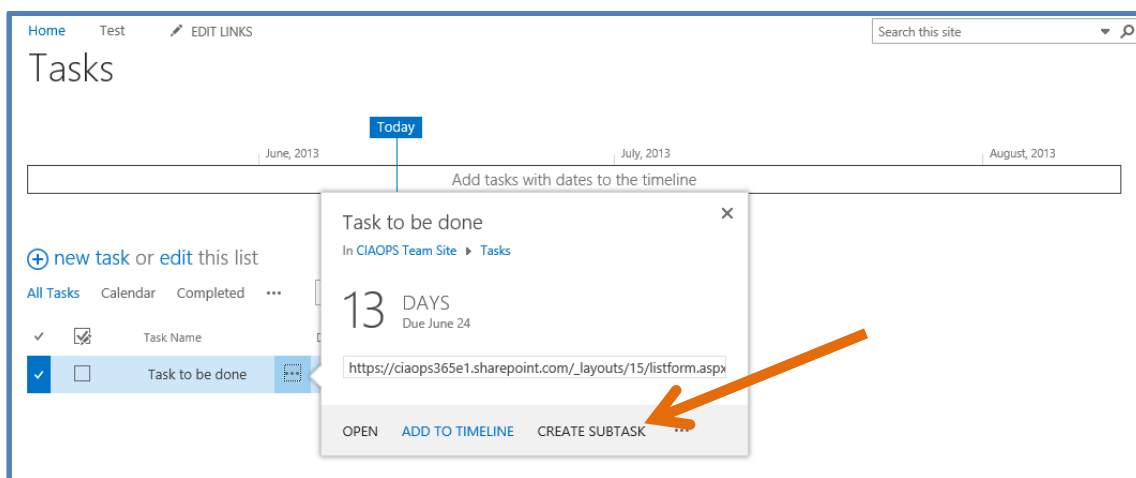 Home Test EDIT LINKS Search this site
Tasks
Today
June, 2013 July, 2013 August, 2013
Add tasks with dates to the timeline
Task to be done
In CIAOPS Team Site Tasks
new task or edit this list
All Tasks Calendar Completed ...
13 DAYS
Due June 24
Task Name
Task to be done ...
https://ciaops365e1.sharepoint.com/_layouts/15/listform.aspx
OPEN ADD TO TIMELINE CREATE SUBTASK ...